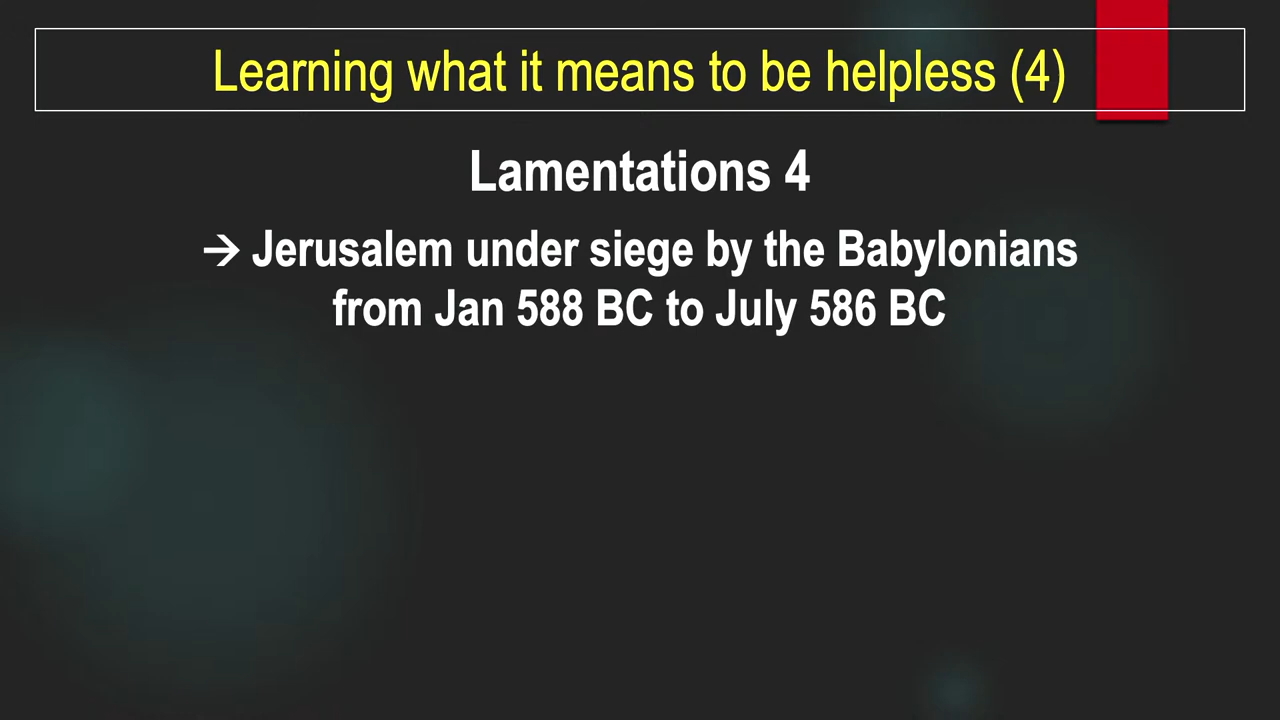 Learning what it means to be helpless (4)
Lamentations 4
→ Jerusalem under siege by the Babylonians
from Jan 588 BC to July 586 BC